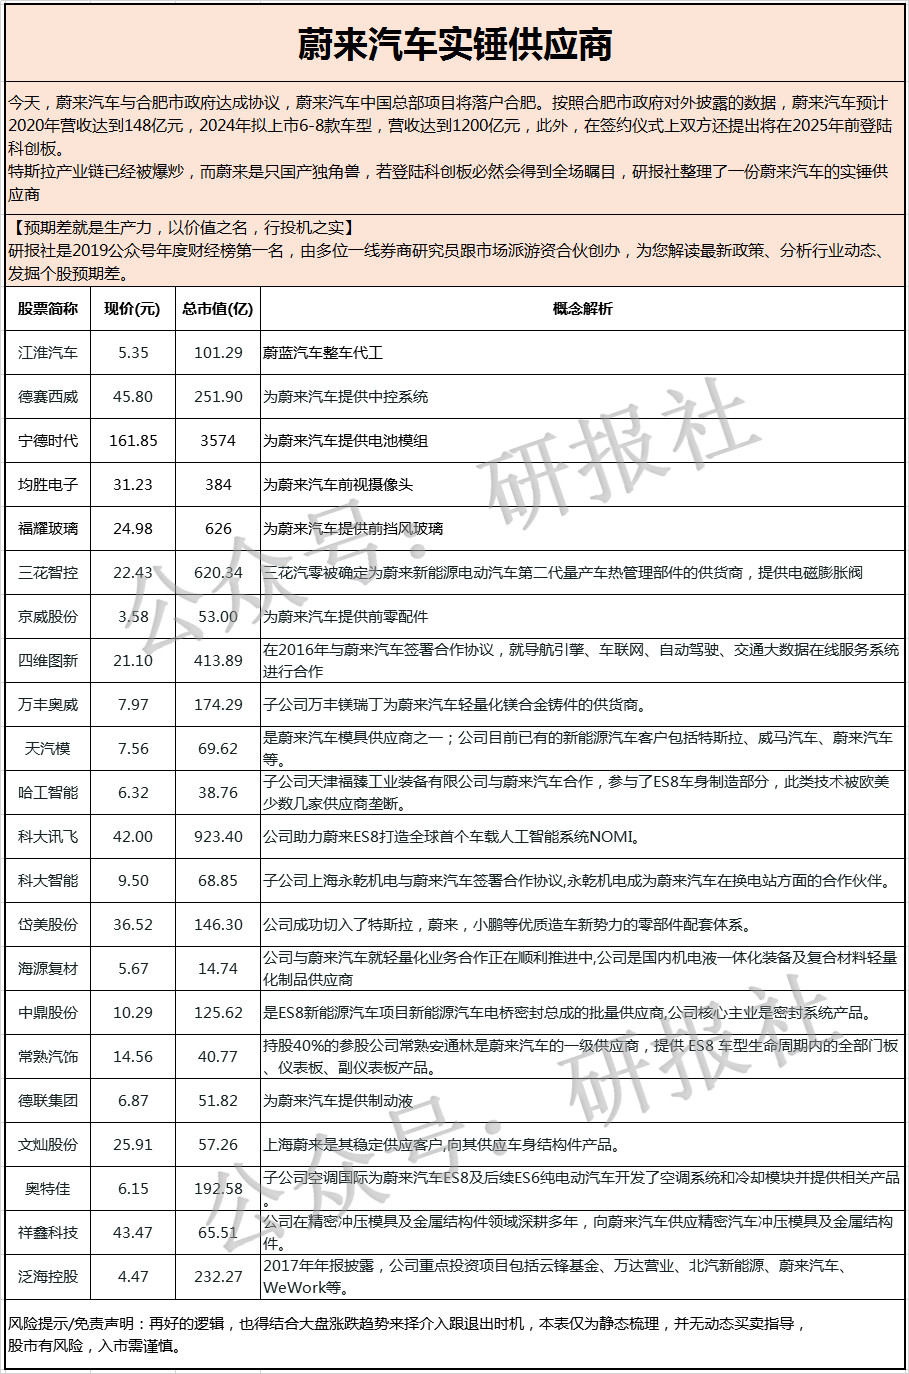 蔚来汽车实锤供应商
今天，蔚来汽车与合肥市政府达成协议，蔚来汽车中国总部项目将落户合肥。按照合肥市政府对外披露的数据，蔚来汽车预计
2020年营收达到148亿元，2024年拟上市6-8款车型，营收达到1200亿元，此外，在签约仪式上双方还提出将在2025年前登陆
科创板。
特斯拉产业链已经被爆炒，而蔚来是只国产独角兽，若登陆科创板必然会得到全场瞩目，研报社整理了一份蔚来汽车的实锤供
应商
【预期差就是生产力，以价值之名，行投机之实】
研报社是2019公众号年度财经榜第一名，由多位一线券商研究员跟市场派游资合伙创办，为您解读最新政策、分析行业动态、
发掘个股预期差。
股票简称 现价(元) 总市值(亿) 概念解析
江淮汽车 5.35 101.29 蔚蓝汽车整车代工
德赛西威 45.80 251.90 为蔚来汽车提供中控系统
宁德时代 161.85 3574 为蔚来汽车提供电池模组
均胜电子 31.23 384 为蔚来汽车前视摄像头
福耀玻璃 24.98 626 为蔚来汽车提供前挡风玻璃
三花智控 22.43 620.34 三花汽零被确定为蔚来新能源电动汽车第二代量产车热管理部件的供货商，提供电磁膨胀阀
京威股份 3.58 53.00 为蔚来汽车提供前零配件
四维图新 21.10 413.89 在2016年与蔚来汽车签署合作协议，就导航引擎、车联网、自动驾驶、交通大数据在线服务系统
进行合作
万丰奥威 7.97 174.29 子公司万丰镁瑞丁为蔚来汽车轻量化镁合金铸件的供货商。
天汽模 7.56 69.62 是蔚来汽车模具供应商之一；公司目前已有的新能源汽车客户包括特斯拉、威马汽车、蔚来汽车
等。
哈工智能 6.32 38.76 子公司天津福臻工业装备有限公司与蔚来汽车合作，参与了ES8车身制造部分，此类技术被欧美
少数几家供应商垄断。
科大讯飞 42.00 923.40 公司助力蔚来ES8打造全球首个车载人工智能系统NOMI。
科大智能 9.50 68.85 子公司上海永乾机电与蔚来汽车签署合作协议,永乾机电成为蔚来汽车在换电站方面的合作伙伴。
岱美股份 36.52 146.30 公司成功切入了特斯拉，蔚来，小鹏等优质造车新势力的零部件配套体系。
海源复材 5.67 14.74 公司与蔚来汽车就轻量化业务合作正在顺利推进中,公司是国内机电液一体化装备及复合材料轻量
化制品供应商
中鼎股份 10.29 125.62 是ES8新能源汽车项目新能源汽车电桥密封总成的批量供应商,公司核心主业是密封系统产品。
常熟汽饰 14.56 40.77 持股40%的参股公司常熟安通林是蔚来汽车的一级供应商，提供 ES8 车型生命周期内的全部门板
、仪表板、副仪表板产品。
德联集团 6.87 51.82 为蔚来汽车提供制动液
文灿股份 25.91 57.26 上海蔚来是其稳定供应客户,向其供应车身结构件产品。
奥特佳 6.15 192.58 子公司空调国际为蔚来汽车ES8及后续ES6纯电动汽车开发了空调系统和冷却模块并提供相关产品
。
祥鑫科技 43.47 65.51 公司在精密冲压模具及金属结构件领域深耕多年，向蔚来汽车供应精密汽车冲压模具及金属结构
件。
泛海控股 4.47 232.27 2017年年报披露，公司重点投资项目包括云锋基金、万达营业、北汽新能源、蔚来汽车、
WeWork等。
风险提示/免责声明：再好的逻辑，也得结合大盘涨跌趋势来择介入跟退出时机，本表仅为静态梳理，并无动态买卖指导，
股市有风险，入市需谨慎。
公众号：研报社
公众号：研报社